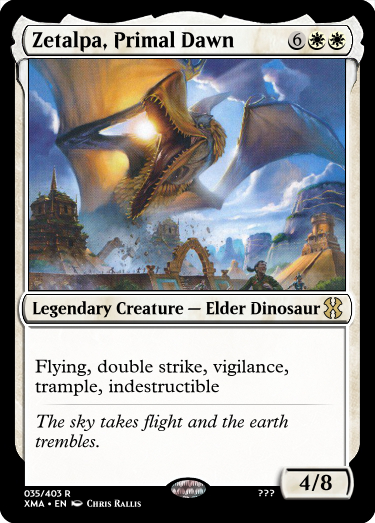 Zetalpa, Primal Dawn 6
Legendary Creature — Elder Dinosaur
Flying, double strike, vigilance,
trample, indestructible
The sky takes flight and the earth
trembles.
035/403 R
XMA • EN Chris Rallis
???
4/8